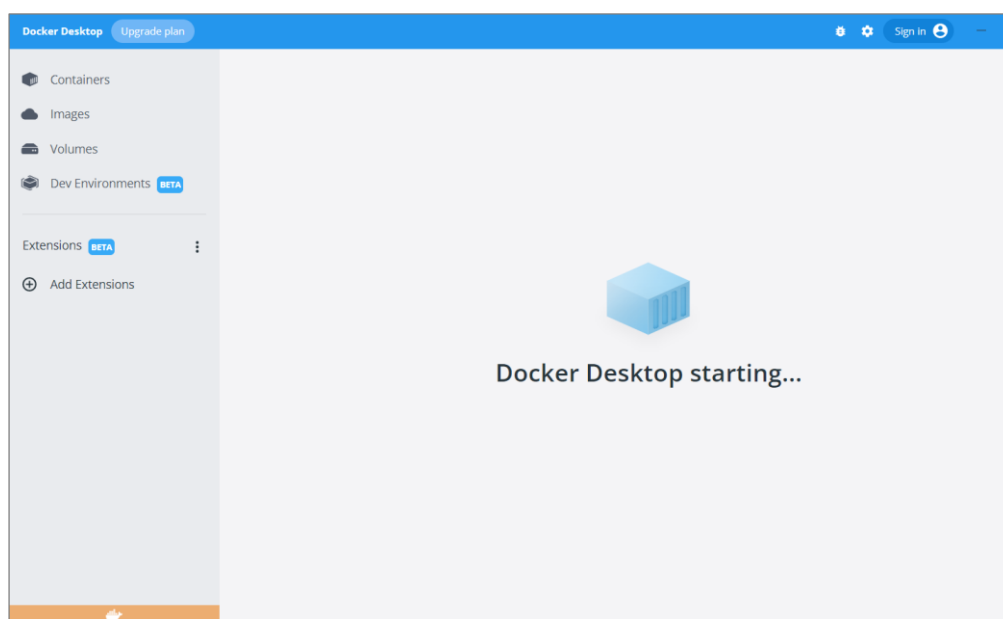 Docker Desktop Upgrade plan Sign in
Containers
Images
Volumes
Dev Environments BETA
Extensions BETA
Add Extensions
Docker Desktop starting...